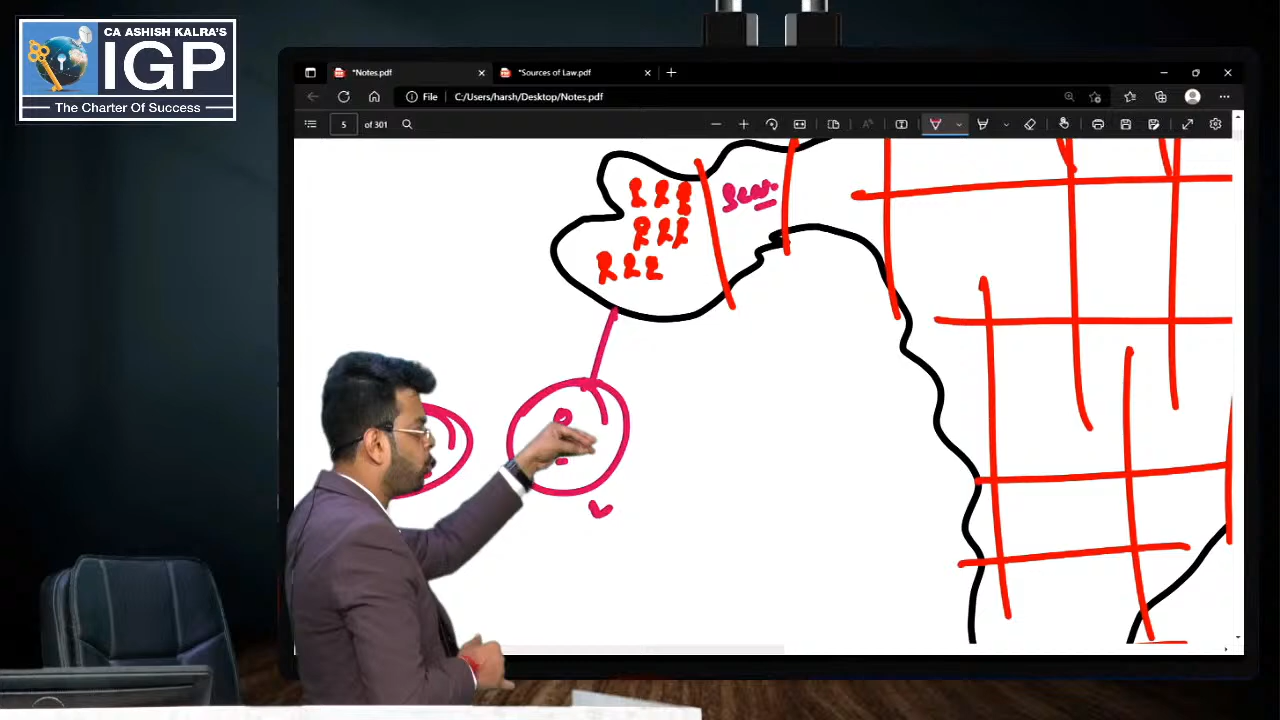 CA ASHISH KALRA'S
IGP
The Charter Of Success
*Notes.pdf
*Sources of Law.pdf
File
C:/Users/harsh/Desktop/Notes.pdf
5
of 301
R R R
R R R
R R R